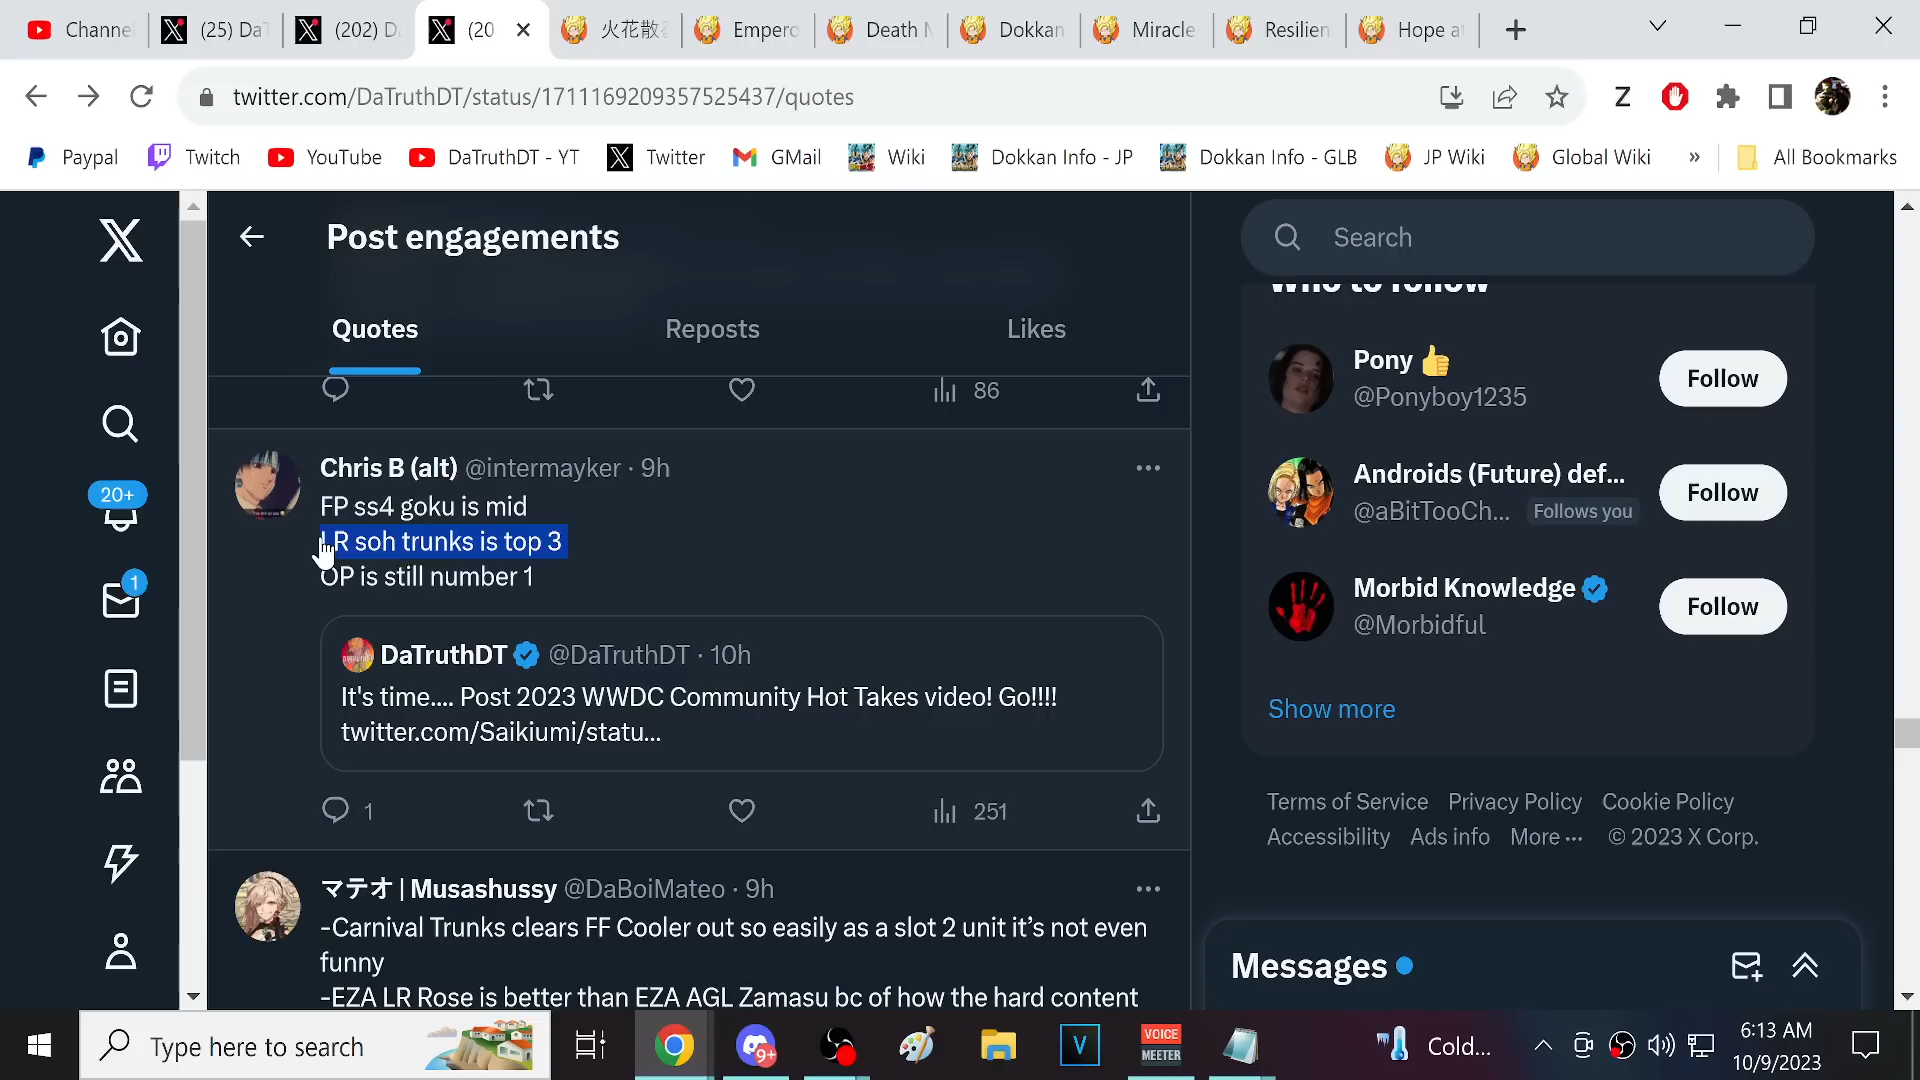 Channe
(25) DaT
(202) D
(20
火花散
Empero
Death M
Dokkan
Miracle
Resilien
Hope a
twitter.com/DaTruthDT/status/1711169209357525437/quotes
Z
Paypal
Twitch
YouTube
DaTruthDT - YT
Twitter
GMail
Wiki
Dokkan Info - JP
Dokkan Info - GLB
JP Wiki
Global Wiki
»
All Bookmarks
Post engagements
Quotes
Reposts
Likes
86
Chris B (alt) @intermayker · 9h
FP ss4 goku is mid
LR soh trunks is top 3
OP is still number 1
DaTruthDT @DaTruthDT · 10h
It's time.... Post 2023 WWDC Community Hot Takes video! Go!!!!
twitter.com/Saikiumi/statu...
1
251
マテオ | Musashussy @DaBoiMateo · 9h
-Carnival Trunks clears FF Cooler out so easily as a slot 2 unit it’s not even
funny
-EZA LR Rose is better than EZA AGL Zamasu bc of how the hard content
20+
1
Search
Who to follow
Pony
@Ponyboy1235
Follow
Androids (Future) def...
@aBitTooCh...
Follows you
Follow
Morbid Knowledge
@Morbidful
Follow
Show more
Terms of Service Privacy Policy Cookie Policy
Accessibility Ads info More ··· © 2023 X Corp.
Messages
Type here to search
9+
V
VOICE
MEETER
Cold...
6:13 AM
10/9/2023